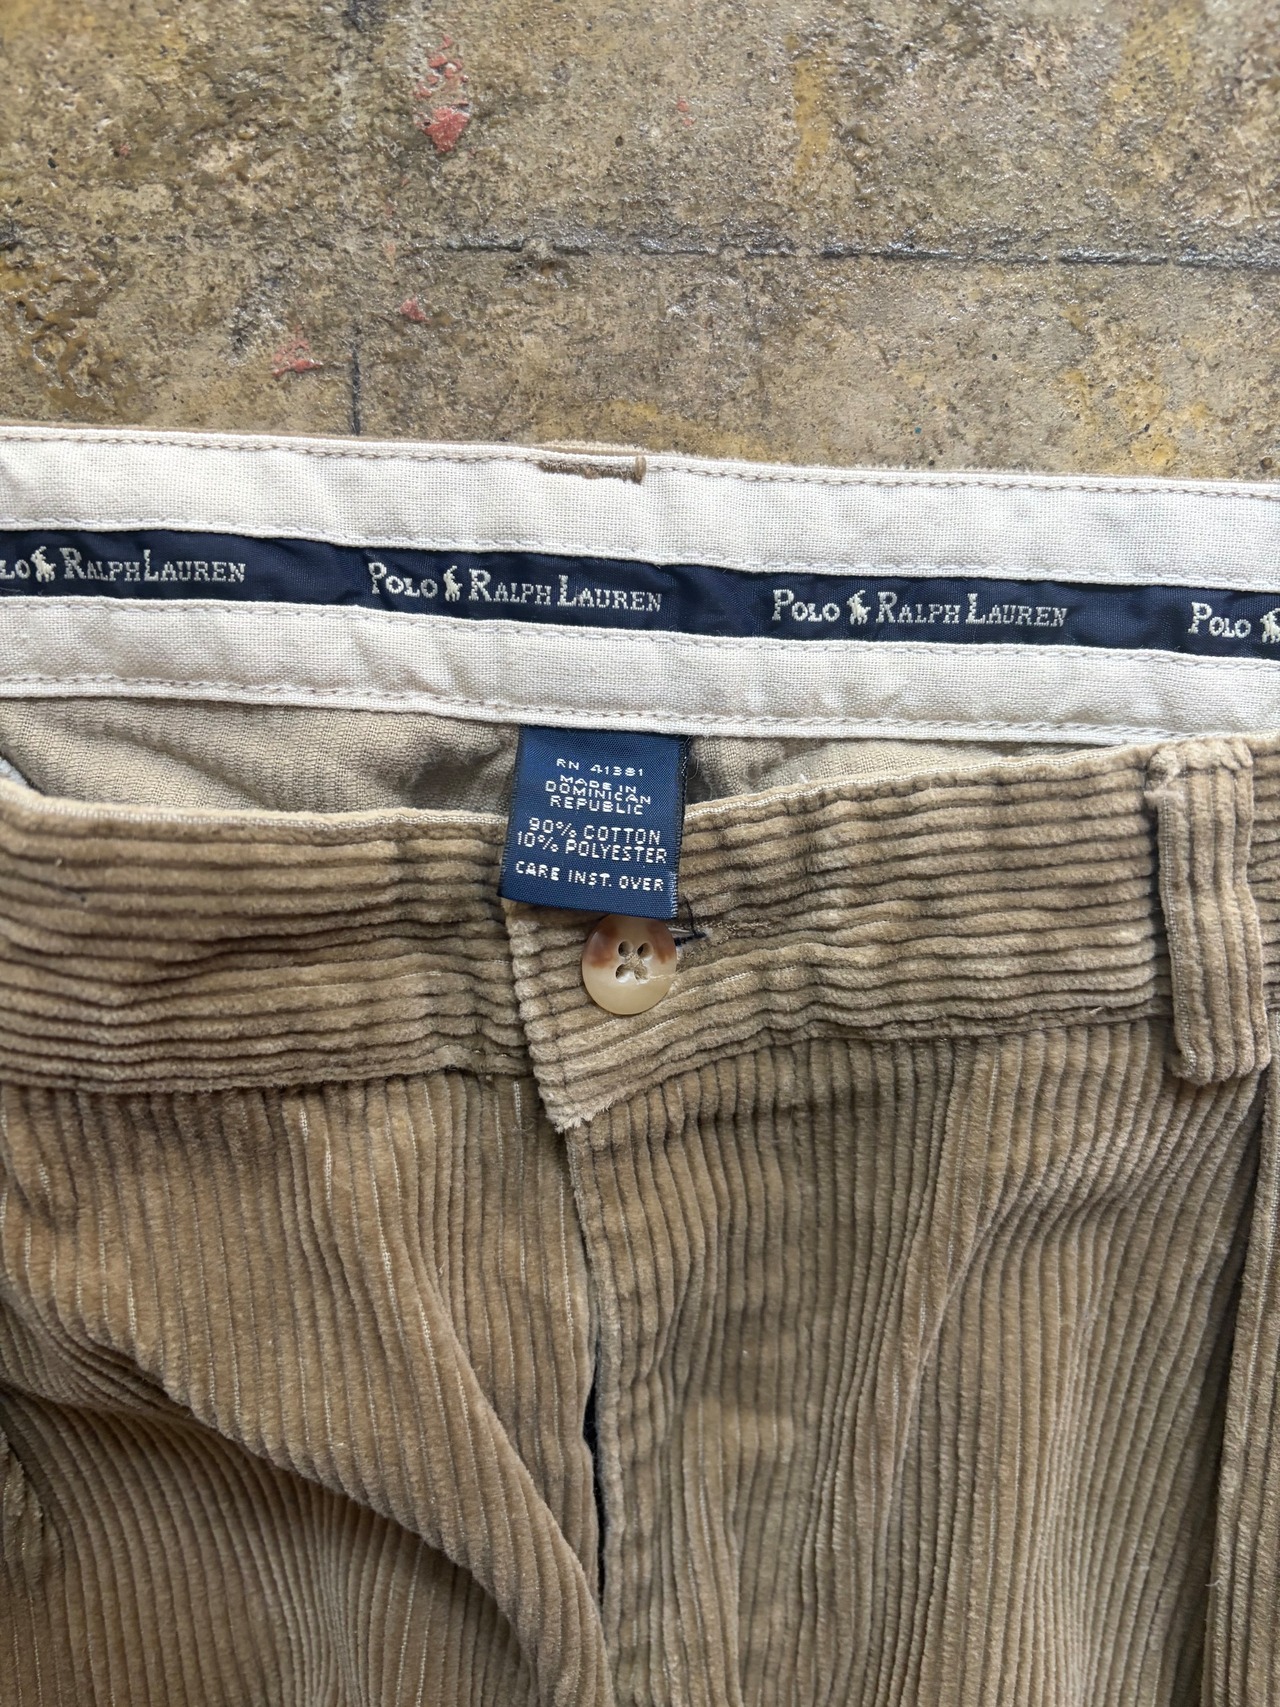 LO RALPH LAUREN POLO RALPH LAUREN POLO RALPH LAUREN POLO
RN 41381
MADE IN
DOMINICAN
REPUBLIC
90% COTTON
10% POLYESTER
CARE INST. OVER